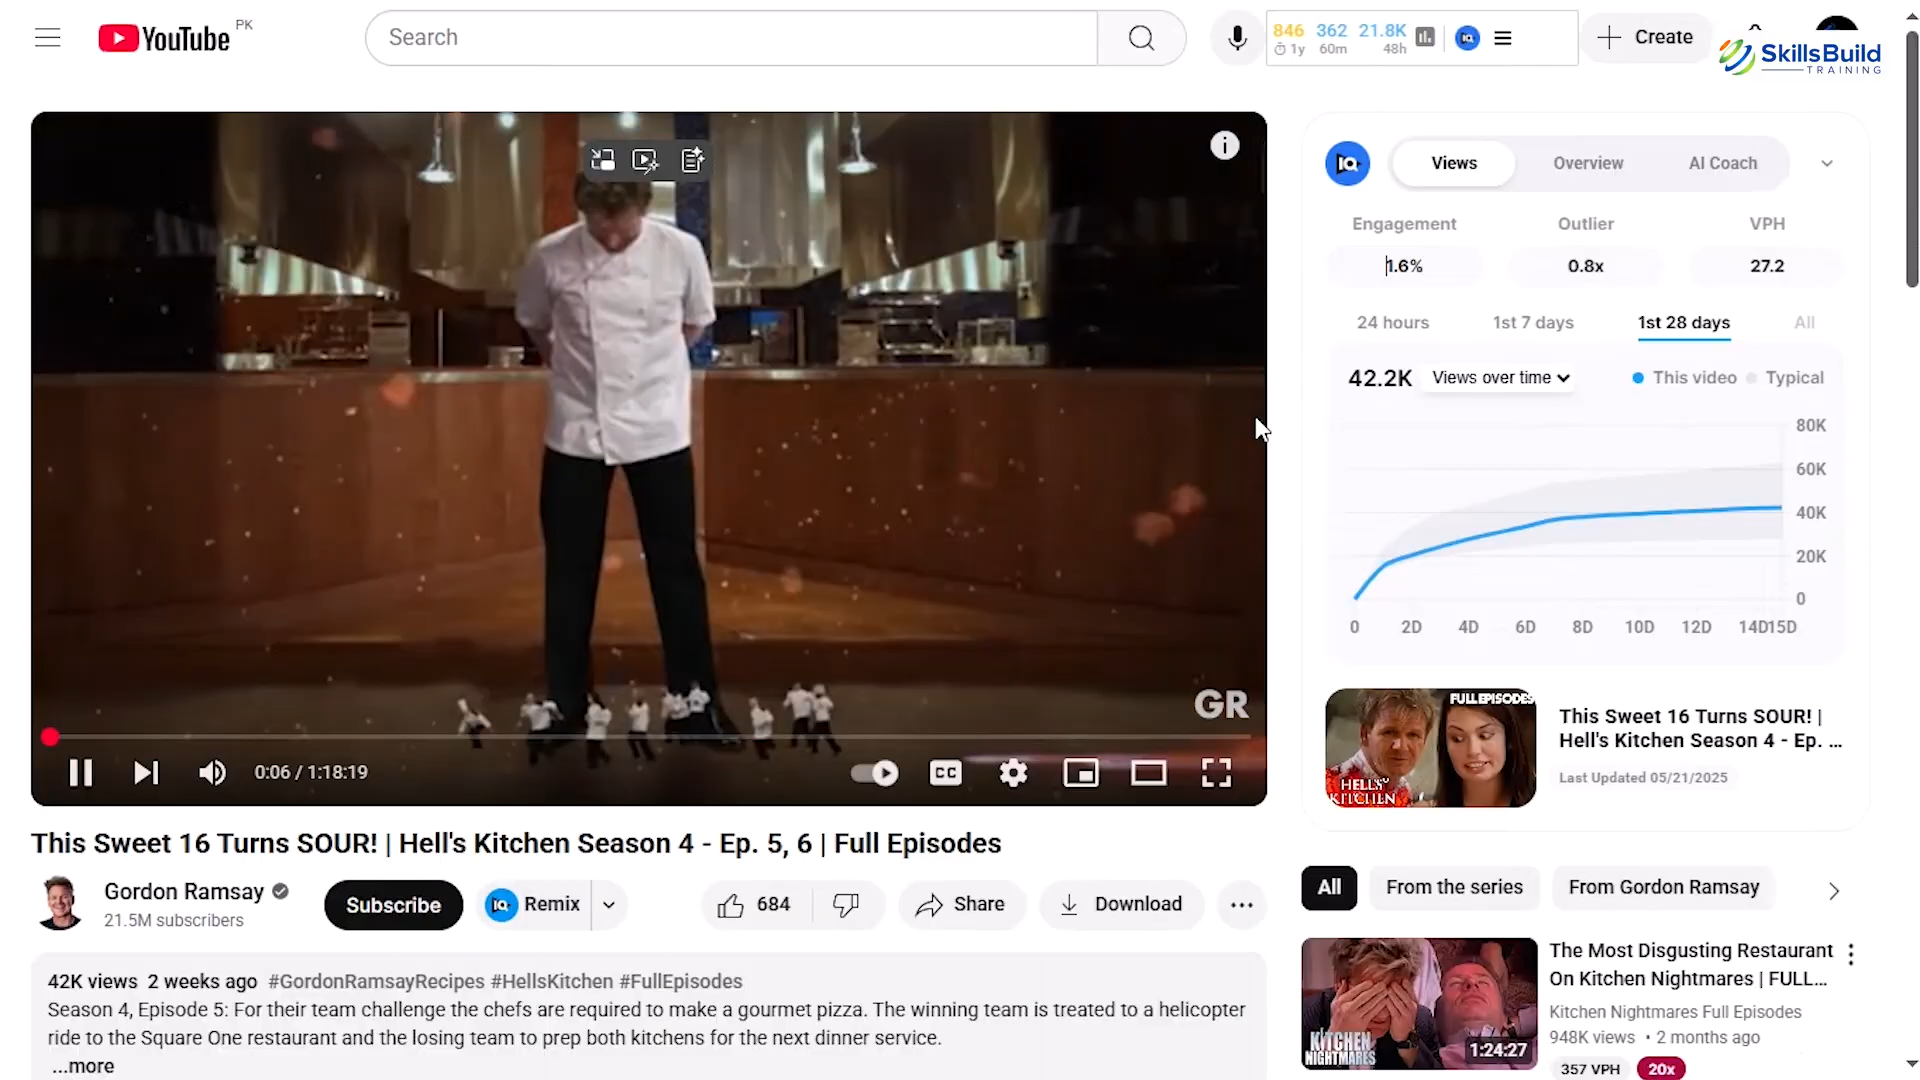 YouTube PK
Search
846 362 21.8K
1y 60m 48h
Create
SkillsBuild
TRAINING
Views Overview AI Coach
Engagement Outlier VPH
1.6% 0.8x 27.2
24 hours 1st 7 days 1st 28 days All
42.2K Views over time This video Typical
80K
60K
40K
20K
0
0 2D 4D 6D 8D 10D 12D 14D15D
GR
0:06 / 1:18:19
CC
FULL EPISODES
HELL'S
KITCHEN
This Sweet 16 Turns SOUR! |
Hell's Kitchen Season 4 - Ep. ...
Last Updated 05/21/2025
This Sweet 16 Turns SOUR! | Hell's Kitchen Season 4 - Ep. 5, 6 | Full Episodes
Gordon Ramsay
21.5M subscribers
Subscribe
Remix
684
Share
Download
All From the series From Gordon Ramsay
42K views 2 weeks ago #GordonRamsayRecipes #HellsKitchen #FullEpisodes
Season 4, Episode 5: For their team challenge the chefs are required to make a gourmet pizza. The winning team is treated to a helicopter
ride to the Square One restaurant and the losing team to prep both kitchens for the next dinner service.
...more
KITCHEN
NIGHTMARES
1:24:27
The Most Disgusting Restaurant
On Kitchen Nightmares | FULL...
Kitchen Nightmares Full Episodes
948K views • 2 months ago
357 VPH 20x